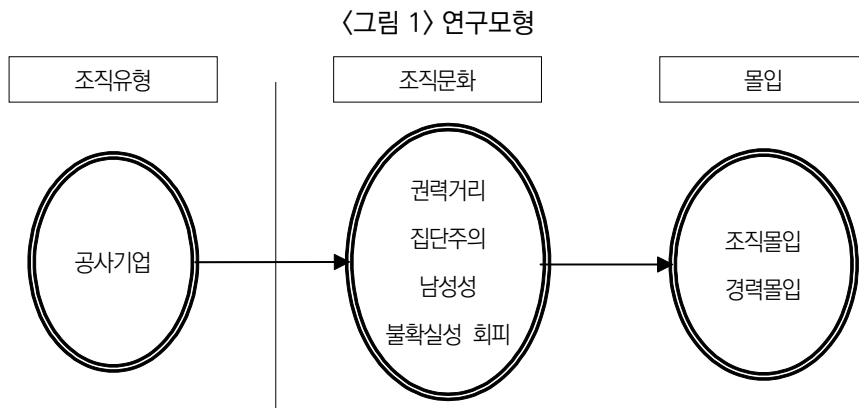 〈그림 1〉 연구모형
조직유형
조직문화
몰입
공사기업
권력거리
집단주의
남성성
불확실성 회피
조직몰입
경력몰입